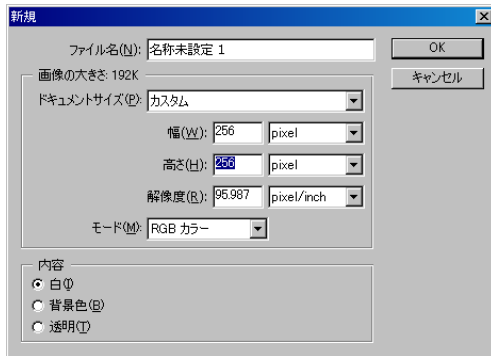 新規
ファイル名(N): 名称未設定 1
OK
キャンセル
画像の大きさ: 192K
ドキュメントサイズ(P): カスタム
幅(W): 256 pixel
高さ(H): 256 pixel
解像度(R): 95.987 pixel/inch
モード(M): RGB カラー
内容
白(I)
背景色(B)
透明(T)